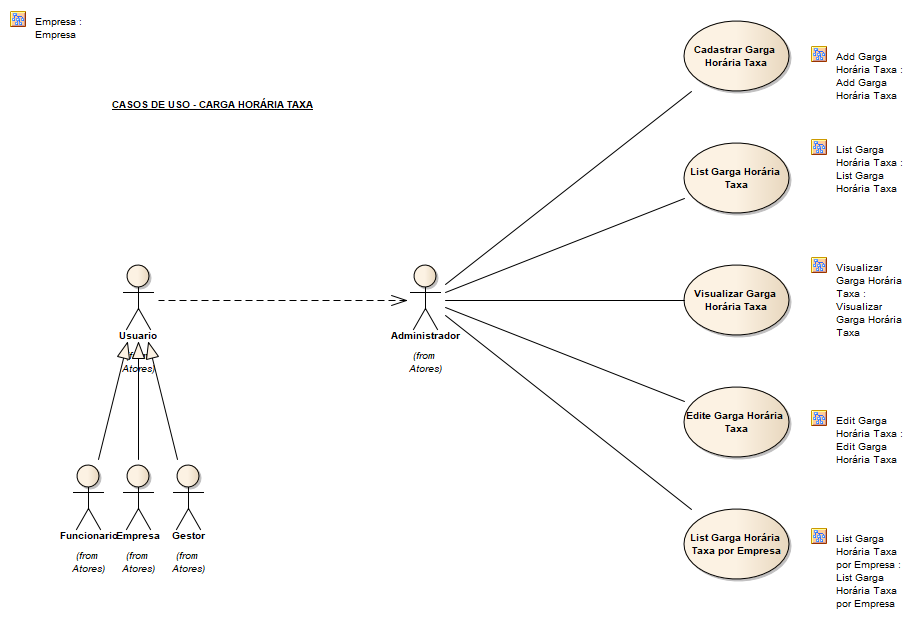 Empresa :
Empresa
CASOS DE USO - CARGA HORÁRIA TAXA
Cadastrar Garga
Horária Taxa
Add Garga
Horária Taxa :
Add Garga
Horária Taxa
List Garga Horária
Taxa
List Garga
Horária Taxa :
List Garga
Horária Taxa
Visualizar Garga
Horária Taxa
Visualizar
Garga Horária
Taxa :
Visualizar
Garga Horária
Taxa
Usuario
(from
Atores)
Administrador
(from
Atores)
Edite Garga Horária
Taxa
Edit Garga
Horária Taxa :
Edit Garga
Horária Taxa
Funcionario
(from
Atores)
Empresa
(from
Atores)
Gestor
(from
Atores)
List Garga Horária
Taxa por Empresa
List Garga
Horária Taxa
por Empresa :
List Garga
Horária Taxa
por Empresa